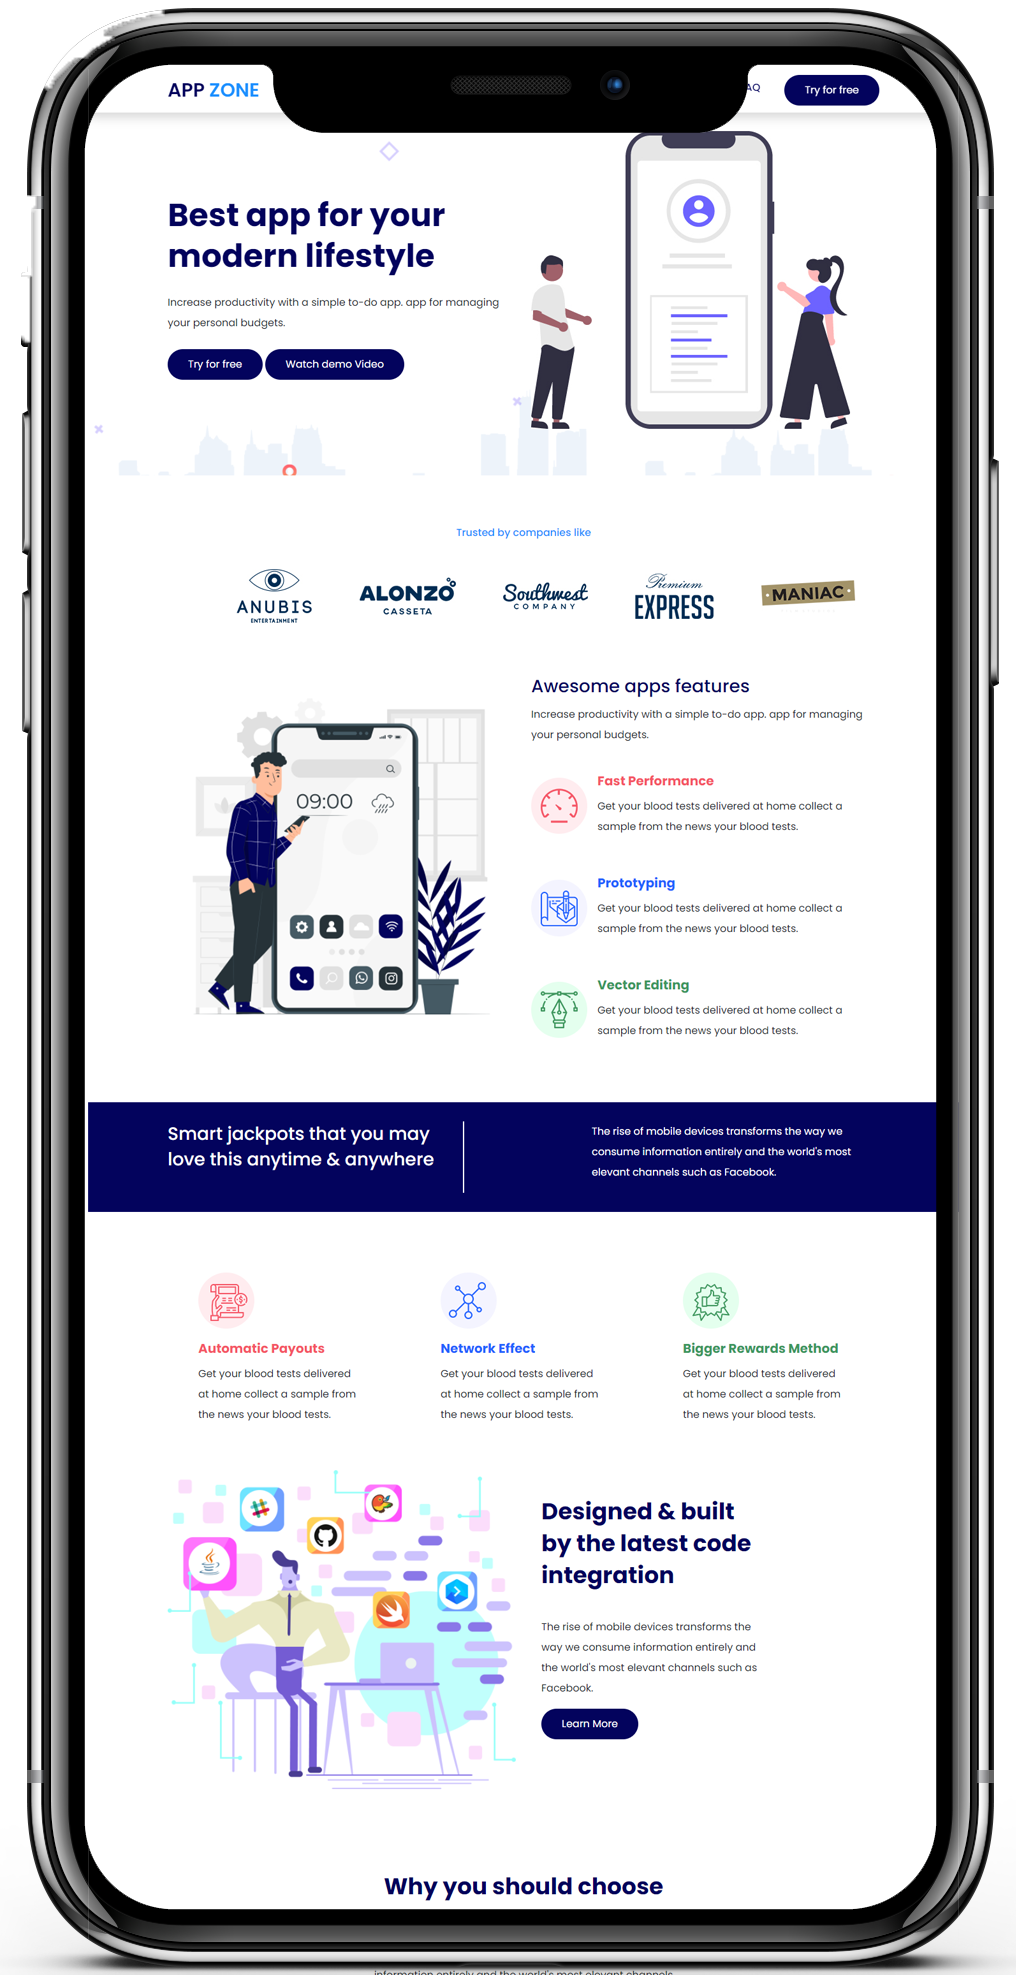 APP ZONE
AQ
Try for free
Best app for your
modern lifestyle
Increase productivity with a simple to-do app. app for managing
your personal budgets.
Try for free
Watch demo Video
Trusted by companies like
ANUBIS
ENTERTAINMENT
ALONZO
CASSETA
Southwest
COMPANY
Premium
EXPRESS
MANIAC
Awesome apps features
Increase productivity with a simple to-do app. app for managing
your personal budgets.
09:00
Fast Performance
Get your blood tests delivered at home collect a
sample from the news your blood tests.
Prototyping
Get your blood tests delivered at home collect a
sample from the news your blood tests.
Vector Editing
Get your blood tests delivered at home collect a
sample from the news your blood tests.
Smart jackpots that you may
love this anytime & anywhere
The rise of mobile devices transforms the way we
consume information entirely and the world's most
elevant channels such as Facebook.
Automatic Payouts
Get your blood tests delivered
at home collect a sample from
the news your blood tests.
Network Effect
Get your blood tests delivered
at home collect a sample from
the news your blood tests.
Bigger Rewards Method
Get your blood tests delivered
at home collect a sample from
the news your blood tests.
Designed & built
by the latest code
integration
The rise of mobile devices transforms the
way we consume information entirely and
the world's most elevant channels such as
Facebook.
Learn More
Why you should choose
information entirely and the world's most elevant channels